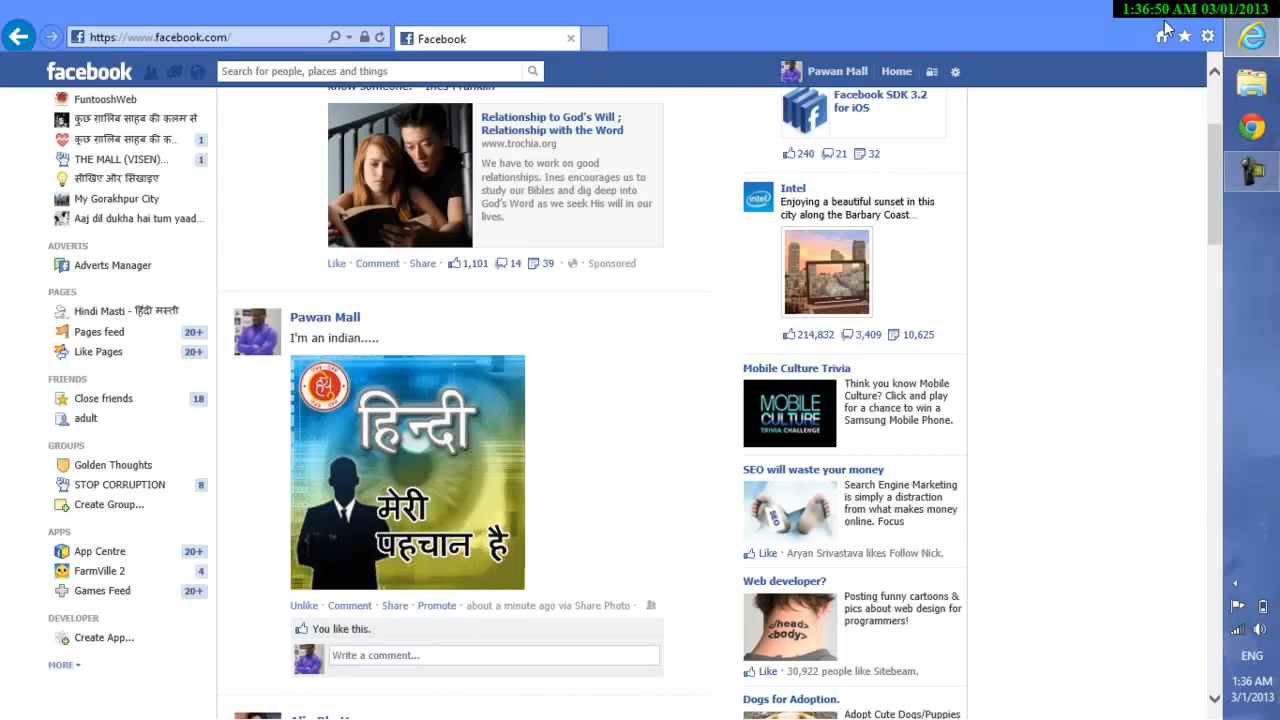 1:36:50 AM 03/01/2013
https://www.facebook.com/
Facebook
facebook
Search for people, places and things
Pawan Mall
Home
FuntooshWeb
कुछ ग़ालिब साहब की कलम से
कुछ ग़ालिब साहब की क...
1
THE MALL (VISEN)...
1
सीखिए और सिखाइए
My Gorakhpur City
Aaj dil dukha hai tum yaad...
ADVERTS
Adverts Manager
PAGES
Hindi Masti - हिंदी मस्ती
Pages feed
20+
Like Pages
20+
FRIENDS
Close friends
18
adult
GROUPS
Golden Thoughts
STOP CORRUPTION
8
Create Group...
APPS
App Centre
20+
FarmVille 2
4
Games Feed
20+
DEVELOPER
Create App...
MORE
Relationship to God's Will ;
Relationship with the Word
www.trochia.org
We have to work on good
relationships. Ines encourages us to
study our Bibles and dig deep into
God's Word as we seek His will in our
lives.
Like · Comment · Share · 1,101 14 39 · · Sponsored
Pawan Mall
I'm an indian.....
हिन्दी
मेरी
पहचान है
Unlike · Comment · Share · Promote · about a minute ago via Share Photo ·
You like this.
Write a comment...
Facebook SDK 3.2
for iOS
240 21 32
Intel
Enjoying a beautiful sunset in this
city along the Barbary Coast...
intel
214,832 3,409 10,625
Mobile Culture Trivia
MOBILE
CULTURE
TRIVIA CHALLENGE
Think you know Mobile
Culture? Click and play
for a chance to win a
Samsung Mobile Phone.
SEO will waste your money
SEO
Search Engine Marketing
is simply a distraction
from what makes money
online. Focus
Like · Aryan Srivastava likes Follow Nick.
Web developer?
</head>
<body>
Posting funny cartoons &
pics about web design for
programmers!
Like · 30,922 people like Sitebeam.
Dogs for Adoption.
Adopt Cute Dogs/Puppies
ENG
1:36 AM
3/1/2013